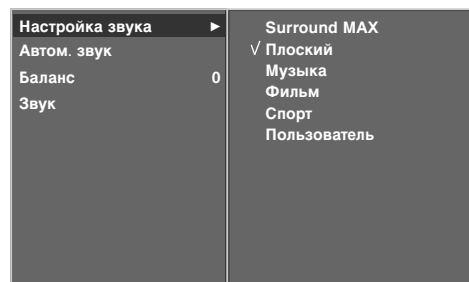 Настройка звука ►
Автом. звук
Баланс 0
Звук
Surround MAX
√ Плоский
Музыка
Фильм
Спорт
Пользователь